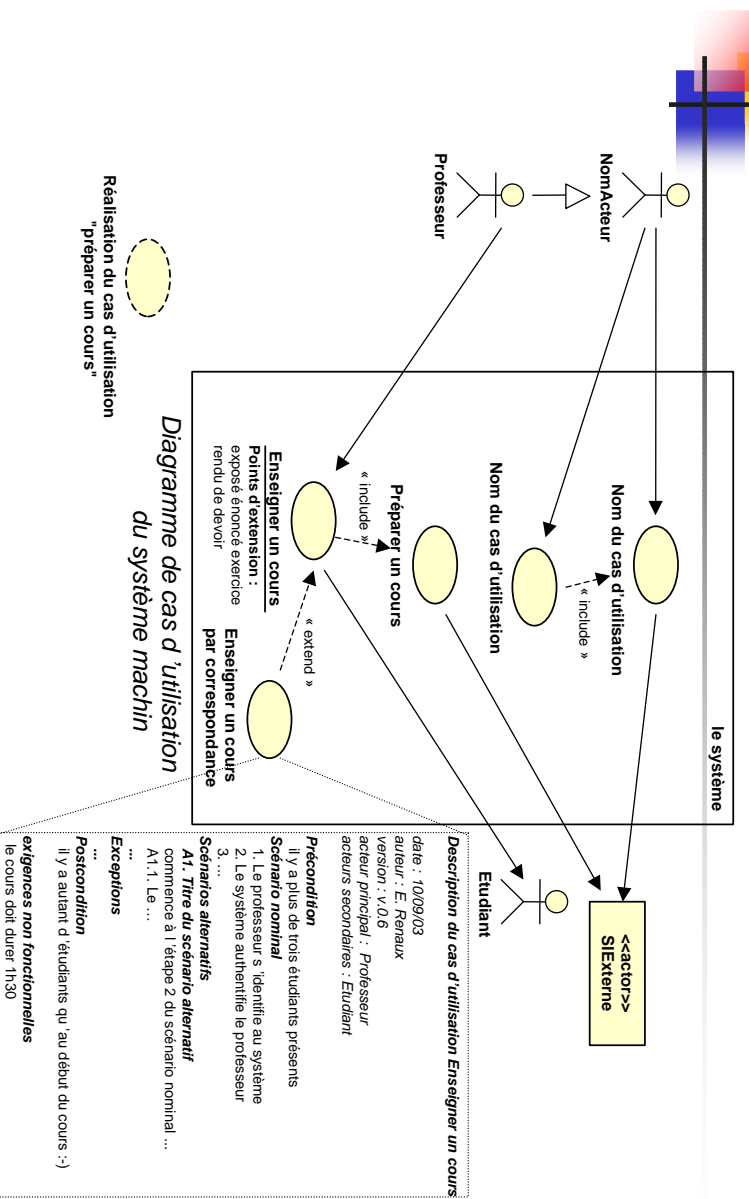 le système
NomActeur
Professeur
Nom du cas d'utilisation
« include »
Nom du cas d'utilisation
Préparer un cours
« include »
Enseigner un cours
Points d'extension :
exposé énoncé exercice
rendu de devoir
« extend »
Enseigner un cours
par correspondance
<<actor>>
SIExterne
Etudiant
Réalisation du cas d'utilisation
"préparer un cours"
Diagramme de cas d 'utilisation
du système machin
Description du cas d'utilisation Enseigner un cours
date : 10/09/03
auteur : E. Renaux
version : v.0.6
acteur principal : Professeur
acteurs secondaires : Etudiant
Précondition
il y a plus de trois étudiants présents
Scénario nominal
1. Le professeur s 'identifie au système
2. Le système authentifie le professeur
3. ...
Scénarios alternatifs
A1. Titre du scénario alternatif
commence à l 'étape 2 du scénario nominal ...
A1.1. Le ...
...
Exceptions
...
Postcondition
il y a autant d 'étudiants qu 'au début du cours :-)
exigences non fonctionnelles
le cours doit durer 1h30